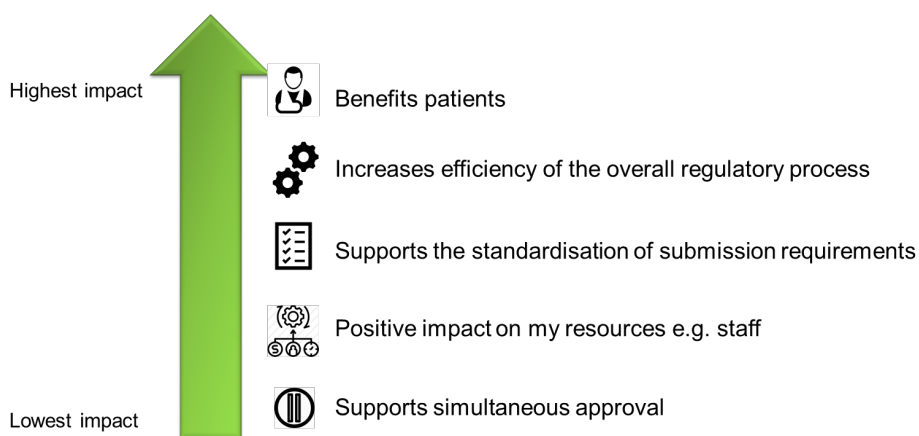 Highest impact
Benefits patients
Increases efficiency of the overall regulatory process
Supports the standardisation of submission requirements
Positive impact on my resources e.g. staff
Lowest impact
Supports simultaneous approval